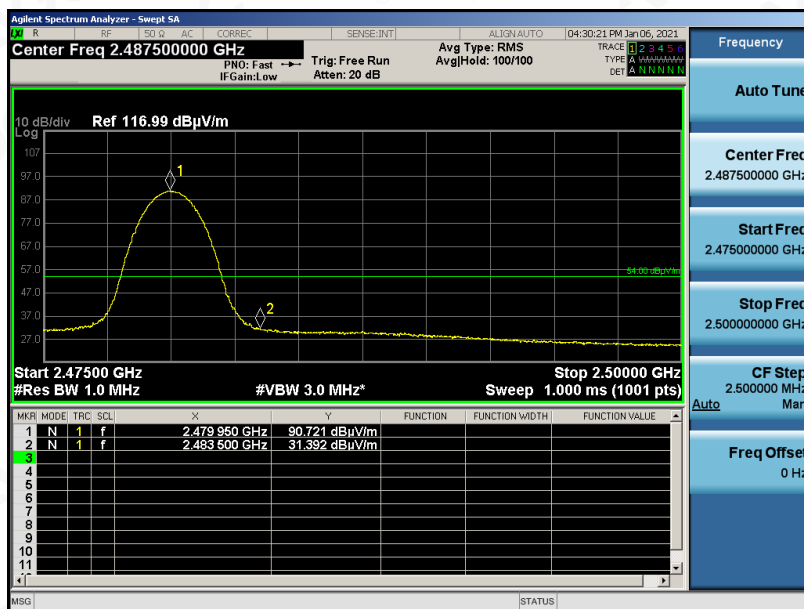 Agilent Spectrum Analyzer - Swept SA
LXI R RF 50 Ω AC CORREC SENSE:INT ALIGN AUTO 04:30:21 PM Jan 06, 2021
Center Freq 2.487500000 GHz
PNO: Fast
IFGain:Low
Trig: Free Run
Atten: 20 dB
Avg Type: RMS
Avg|Hold: 100/100
TRACE 1 2 3 4 5 6
TYPE A WWWWW
DET A N N N N N
10 dB/div Ref 116.99 dBµV/m
Log
107
97.0
87.0
77.0
67.0
57.0
47.0
37.0
27.0
1
2
54.00 dBµV/m
Start 2.47500 GHz Stop 2.50000 GHz
#Res BW 1.0 MHz #VBW 3.0 MHz* Sweep 1.000 ms (1001 pts)
MKR MODE TRC SCL X Y FUNCTION FUNCTION WIDTH FUNCTION VALUE
1 N 1 f 2.479 950 GHz 90.721 dBµV/m
2 N 1 f 2.483 500 GHz 31.392 dBµV/m
3
4
5
6
7
8
9
10
11
MSG STATUS
Frequency
Auto Tune
Center Freq
2.487500000 GHz
Start Freq
2.475000000 GHz
Stop Freq
2.500000000 GHz
CF Step
2.500000 MHz
Auto Man
Freq Offset
0 Hz